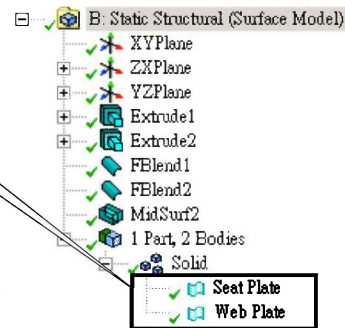 B: Static Structural (Surface Model)
XYPlane
ZXPlane
YZPlane
Extrude1
Extrude2
FBlend1
FBlend2
MidSurf2
1 Part, 2 Bodies
Solid
Seat Plate
Web Plate